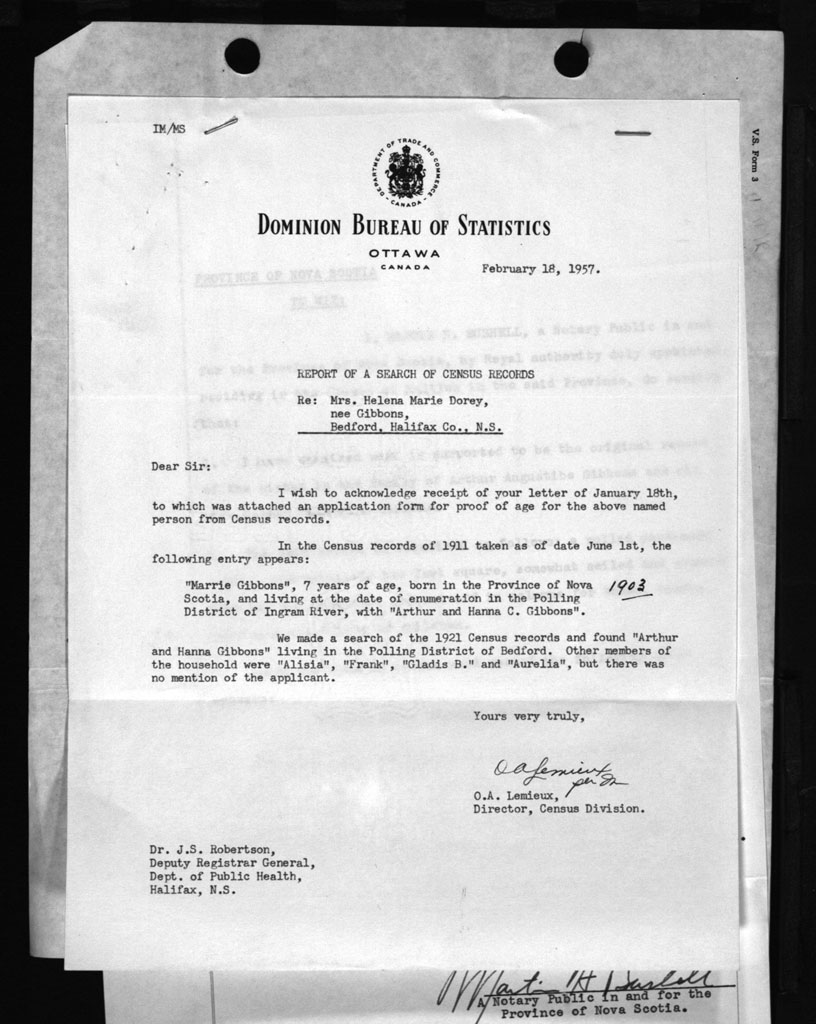 IM/MS
V.S. Form 3
DEPARTMENT OF TRADE AND COMMERCE
- CANADA -
DOMINION BUREAU OF STATISTICS
OTTAWA
CANADA
February 18, 1957.
PROVINCE OF NOVA SCOTIA
REPORT OF A SEARCH OF CENSUS RECORDS
Re: Mrs. Helena Marie Dorey,
nee Gibbons,
Bedford, Halifax Co., N.S.
Dear Sir:
I wish to acknowledge receipt of your letter of January 18th,
to which was attached an application form for proof of age for the above named
person from Census records.
In the Census records of 1911 taken as of date June 1st, the
following entry appears:
"Marrie Gibbons", 7 years of age, born in the Province of Nova 1903
Scotia, and living at the date of enumeration in the Polling
District of Ingram River, with "Arthur and Hanna C. Gibbons".
We made a search of the 1921 Census records and found "Arthur
and Hanna Gibbons" living in the Polling District of Bedford. Other members of
the household were "Alisia", "Frank", "Gladis B." and "Aurelia", but there was
no mention of the applicant.
Yours very truly,
O A Lemieux
per
O.A. Lemieux,
Director, Census Division.
Dr. J.S. Robertson,
Deputy Registrar General,
Dept. of Public Health,
Halifax, N.S.
Martin H Bushell
A Notary Public in and for the
Province of Nova Scotia.